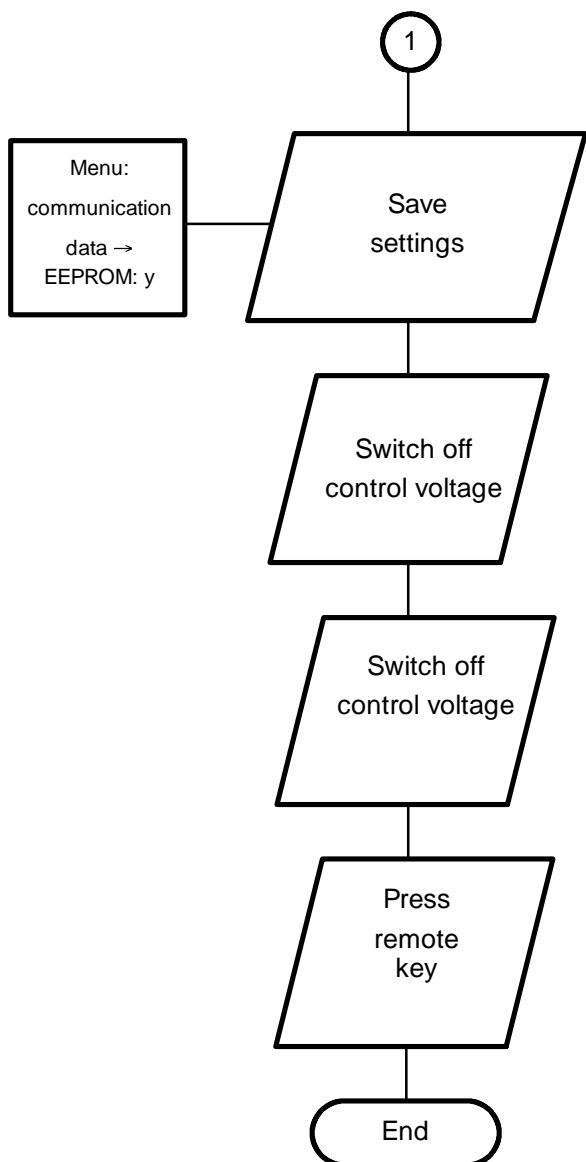 1
Menu:
communication
data →
EEPROM: y
Save
settings
Switch off
control voltage
Switch off
control voltage
Press
remote
key
End